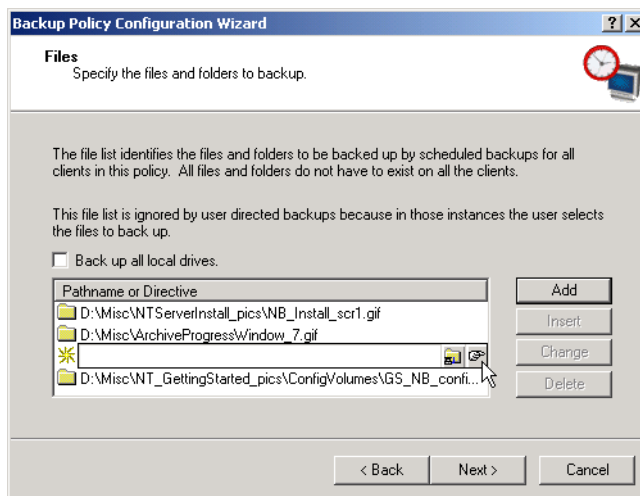 Backup Policy Configuration Wizard
Files
Specify the files and folders to backup.
The file list identifies the files and folders to be backed up by scheduled backups for all
clients in this policy. All files and folders do not have to exist on all the clients.
This file list is ignored by user directed backups because in those instances the user selects
the files to back up.
Back up all local drives.
Pathname or Directive
D:\Misc\NTServerInstall_pics\NB_Install_scr1.gif
D:\Misc\ArchiveProgressWindow_7.gif
D:\Misc\NT_GettingStarted_pics\ConfigVolumes\GS_NB_confi...
Add
Insert
Change
Delete
< Back
Next >
Cancel